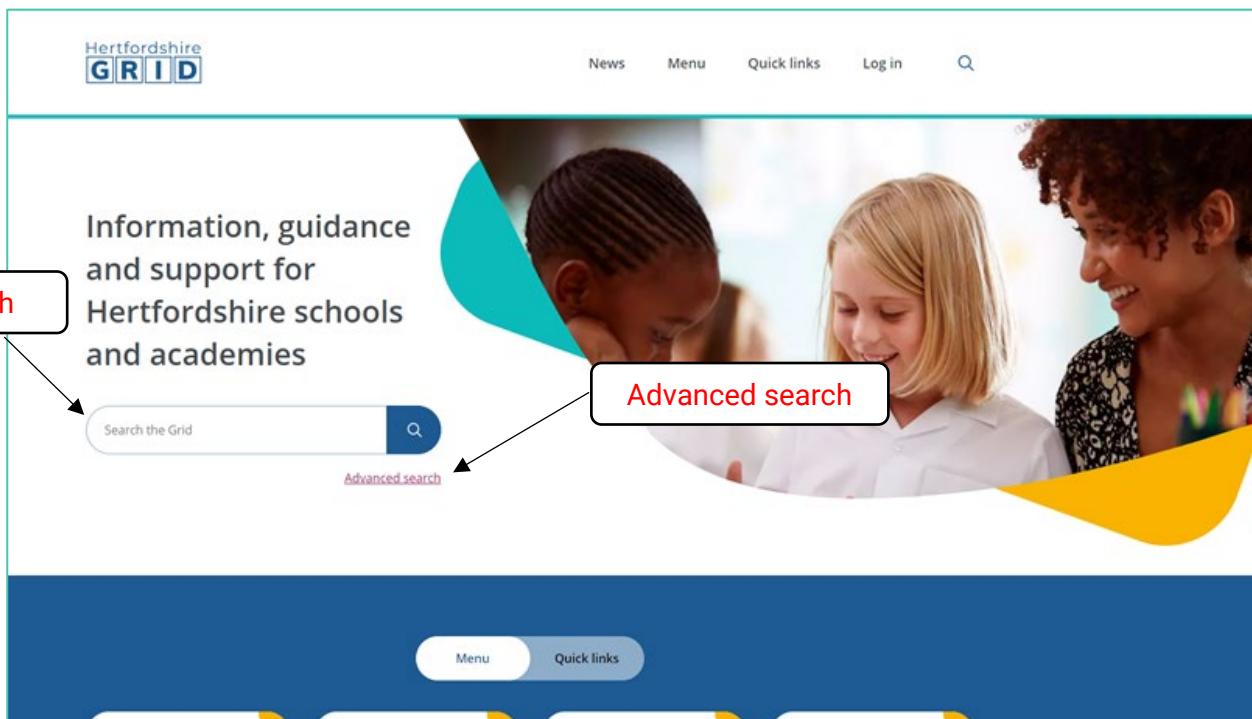 Hertfordshire
GRID
News Menu Quick links Log in
Information, guidance
and support for
Hertfordshire schools
and academies
h
Search the Grid
Advanced search
Advanced search
Menu Quick links